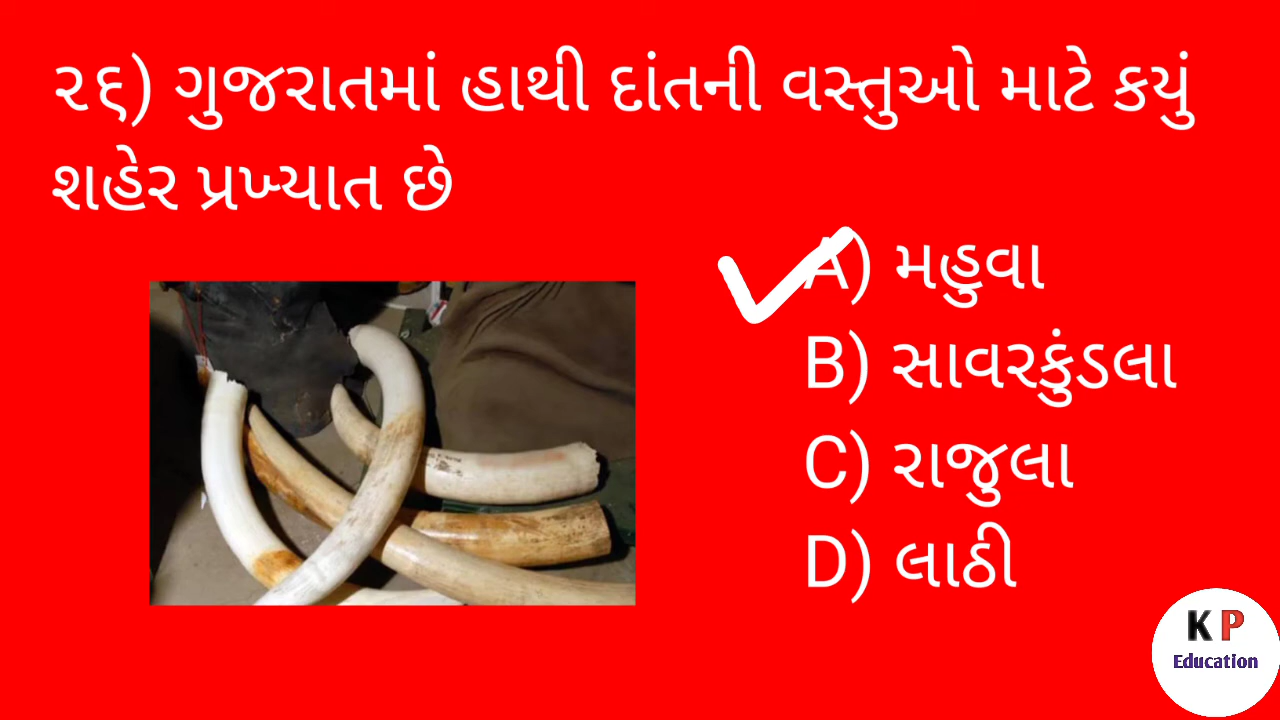 ૨૬) ગુજરાતમાં હાથી દાંતની વસ્તુઓ માટે કયું
શહેર પ્રખ્યાત છે
A) મહુવા
B) સાવરકુંડલા
C) રાજુલા
D) લાઠી
K P
Education